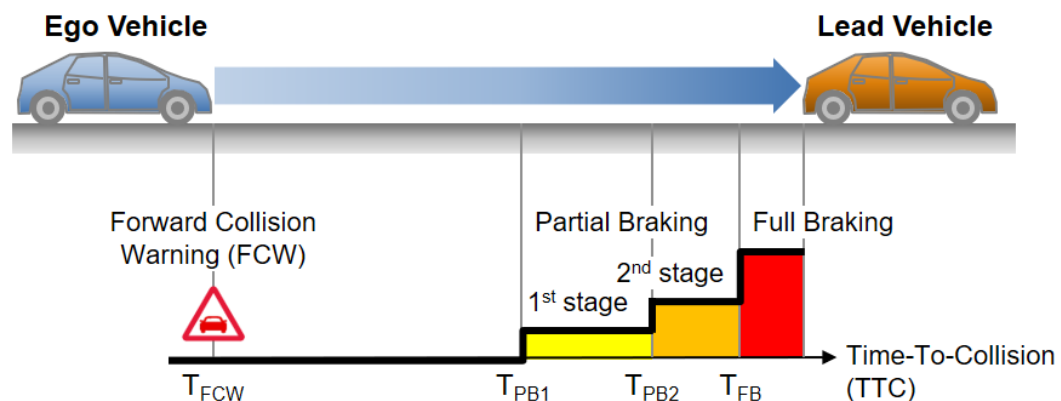 Ego Vehicle
Lead Vehicle
Forward Collision
Warning (FCW)
Partial Braking
Full Braking
1st stage
2nd stage
Time-To-Collision
(TTC)
TFCW
TPB1
TPB2
TFB